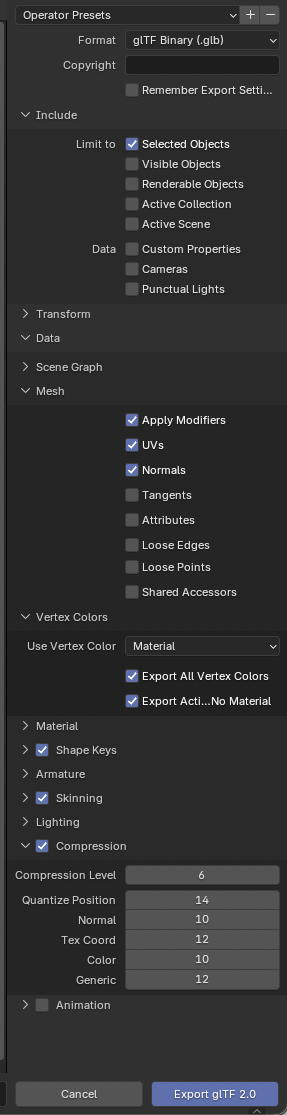 Operator Presets
Format glTF Binary (.glb)
Copyright
Remember Export Setti...
Include
Limit to Selected Objects
Visible Objects
Renderable Objects
Active Collection
Active Scene
Data Custom Properties
Cameras
Punctual Lights
Transform
Data
Scene Graph
Mesh
Apply Modifiers
UVs
Normals
Tangents
Attributes
Loose Edges
Loose Points
Shared Accessors
Vertex Colors
Use Vertex Color Material
Export All Vertex Colors
Export Acti...No Material
Material
Shape Keys
Armature
Skinning
Lighting
Compression
Compression Level 6
Quantize Position 14
Normal 10
Tex Coord 12
Color 10
Generic 12
Animation
Cancel Export glTF 2.0